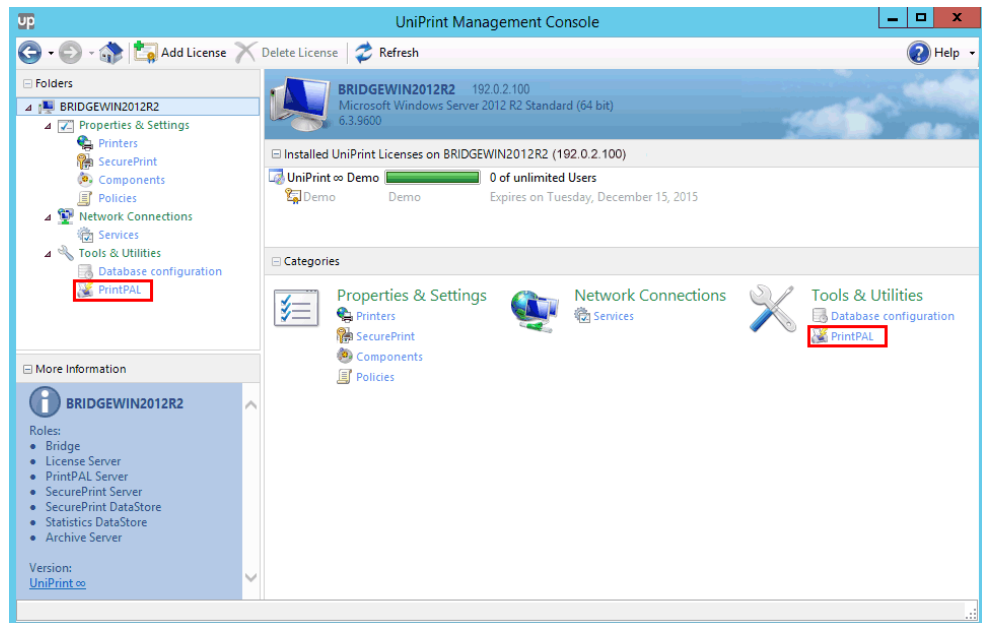 up
UniPrint Management Console
Add License Delete License Refresh Help
Folders
BRIDGEWIN2012R2
Properties & Settings
Printers
SecurePrint
Components
Policies
Network Connections
Services
Tools & Utilities
Database configuration
PrintPAL
More Information
BRIDGEWIN2012R2
Roles:
• Bridge
• License Server
• PrintPAL Server
• SecurePrint Server
• SecurePrint DataStore
• Statistics DataStore
• Archive Server
Version:
UniPrint ∞
BRIDGEWIN2012R2 192.0.2.100
Microsoft Windows Server 2012 R2 Standard (64 bit)
6.3.9600
Installed UniPrint Licenses on BRIDGEWIN2012R2 (192.0.2.100)
UniPrint ∞ Demo 0 of unlimited Users
Demo Demo Expires on Tuesday, December 15, 2015
Categories
Properties & Settings
Printers
SecurePrint
Components
Policies
Network Connections
Services
Tools & Utilities
Database configuration
PrintPAL